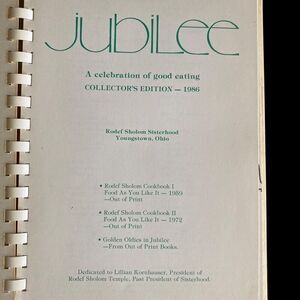 Jubilee
A celebration of good eating
COLLECTOR'S EDITION — 1986
Rodef Sholom Sisterhood
Youngstown, Ohio
• Rodef Sholom Cookbook I
Food As You Like It — 1959
—Out of Print
• Rodef Sholom Cookbook II
Food As You Like It — 1972
—Out of Print
• Golden Oldies in Jubilee
—From Out of Print Books.
Dedicated to Lillian Kornhauser, President of
Rodef Sholom Temple, Past President of Sisterhood.